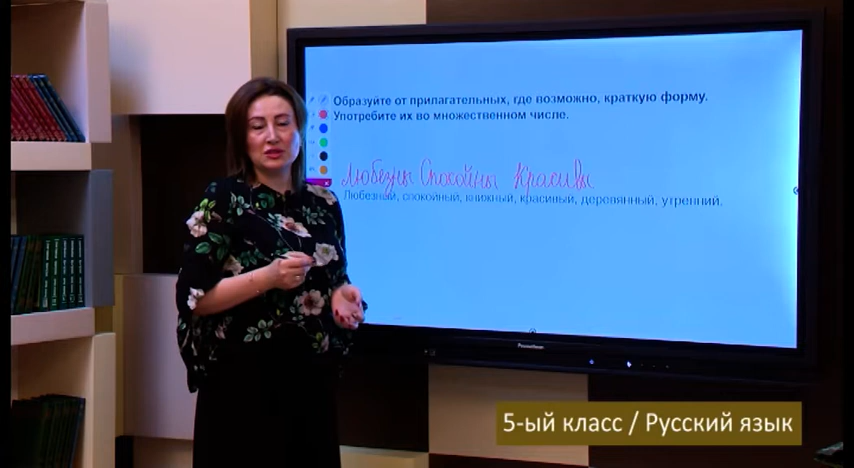 Образуйте от прилагательных, где возможно, краткую форму.
Употребите их во множественном числе.
Любезны Спокойны Красивы
Любезный, спокойный, книжный, красивый, деревянный, утренний.
5-ый класс / Русский язык